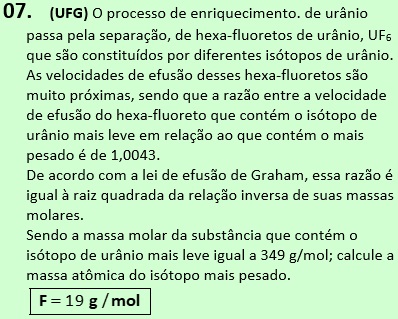 07. (UFG) O processo de enriquecimento. de urânio
passa pela separação, de hexa-fluoretos de urânio, UF₆
que são constituídos por diferentes isótopos de urânio.
As velocidades de efusão desses hexa-fluoretos são
muito próximas, sendo que a razão entre a velocidade
de efusão do hexa-fluoreto que contém o isótopo de
urânio mais leve em relação ao que contém o mais
pesado é de 1,0043.
De acordo com a lei de efusão de Graham, essa razão é
igual à raiz quadrada da relação inversa de suas massas
molares.
Sendo a massa molar da substância que contém o
isótopo de urânio mais leve igual a 349 g/mol; calcule a
massa atômica do isótopo mais pesado.
F = 19 g / mol